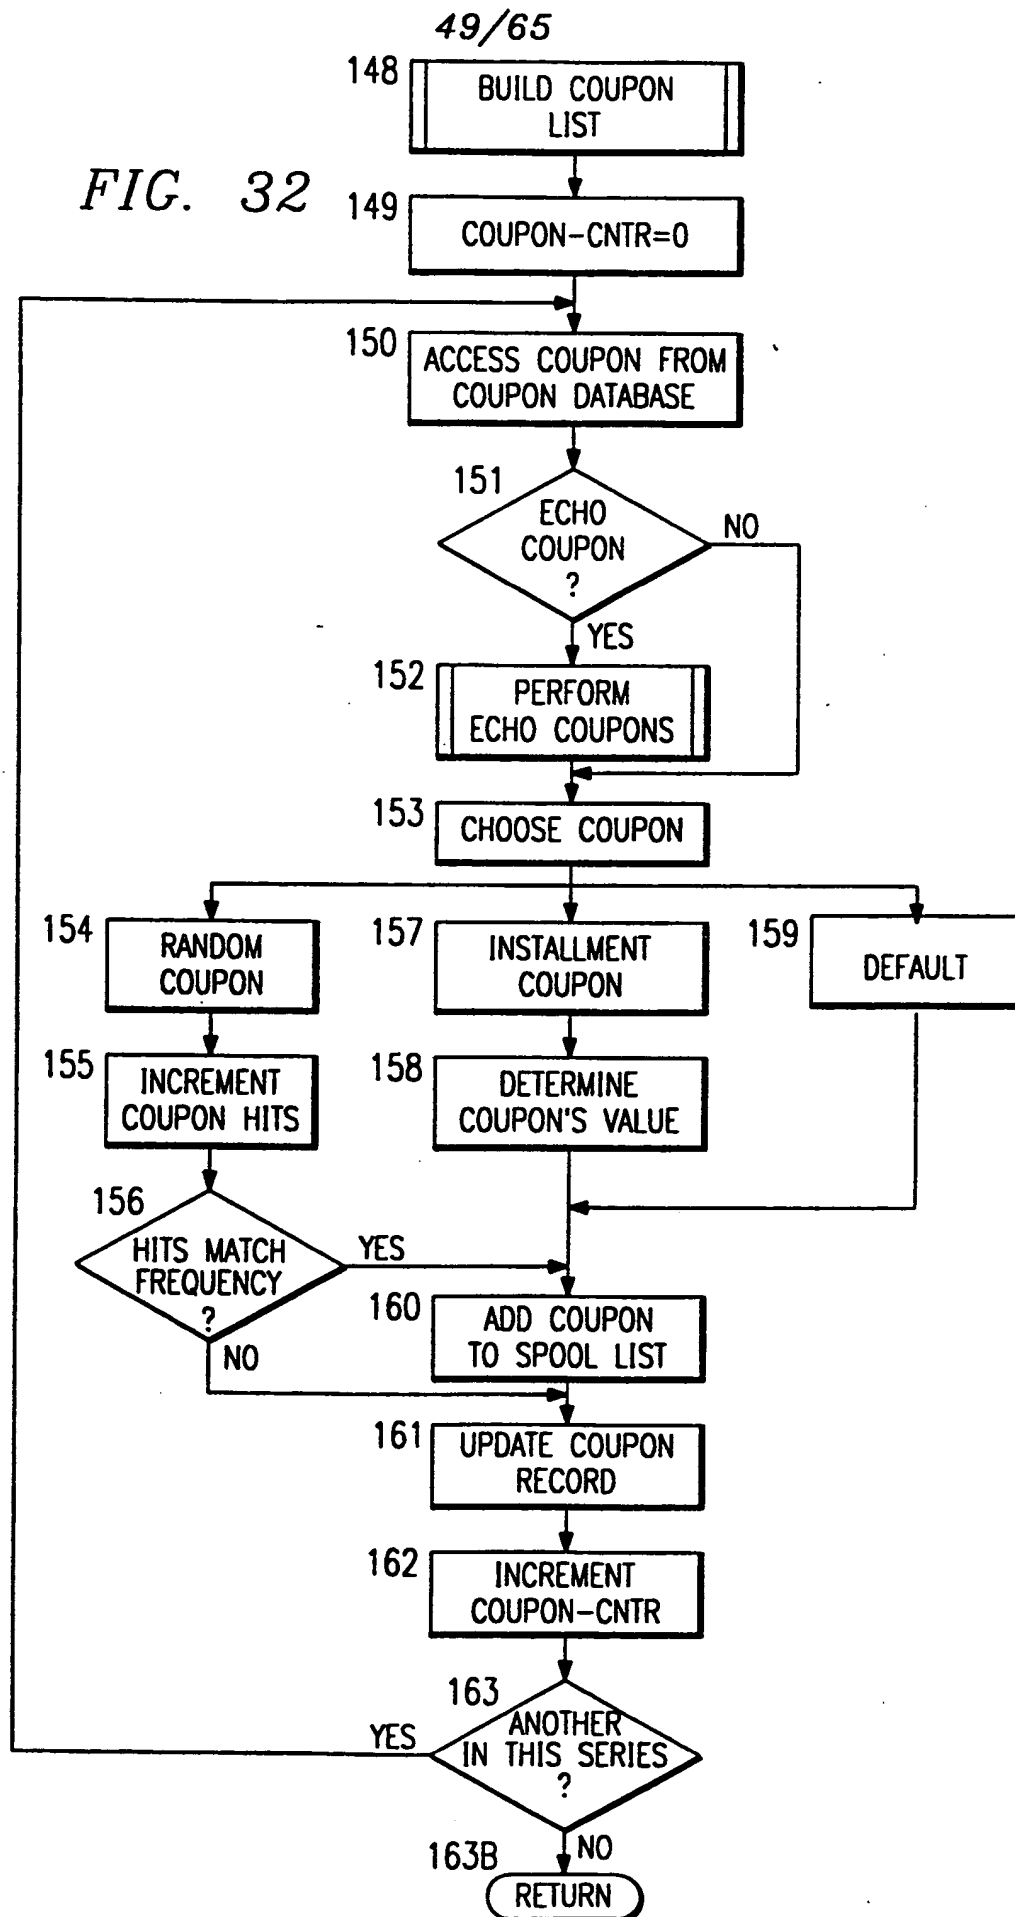 49/65
148
BUILD COUPON
LIST
FIG. 32
149
COUPON-CNTR=0
150
ACCESS COUPON FROM
COUPON DATABASE
151
ECHO
COUPON
?
NO
YES
152
PERFORM
ECHO COUPONS
153
CHOOSE COUPON
154
RANDOM
COUPON
157
INSTALLMENT
COUPON
159
DEFAULT
155
INCREMENT
COUPON HITS
158
DETERMINE
COUPON'S VALUE
156
HITS MATCH
FREQUENCY
?
YES
NO
160
ADD COUPON
TO SPOOL LIST
161
UPDATE COUPON
RECORD
162
INCREMENT
COUPON-CNTR
163
ANOTHER
IN THIS SERIES
?
YES
NO
163B
RETURN